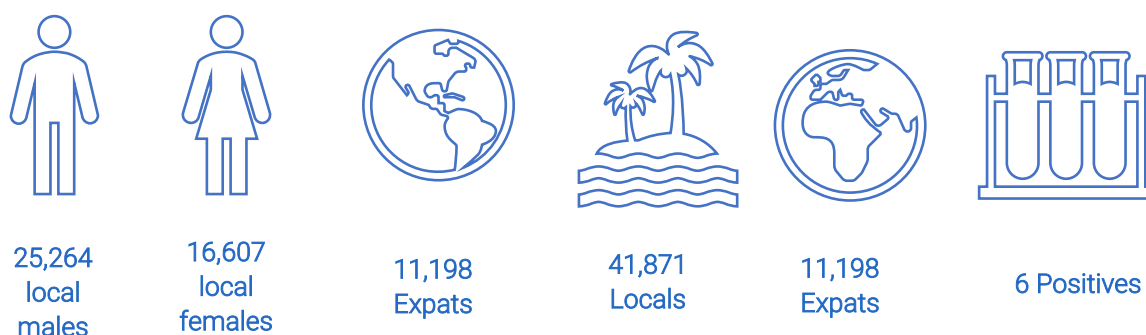 25,264
local
males
16,607
local
females
11,198
Expats
41,871
Locals
11,198
Expats
6 Positives